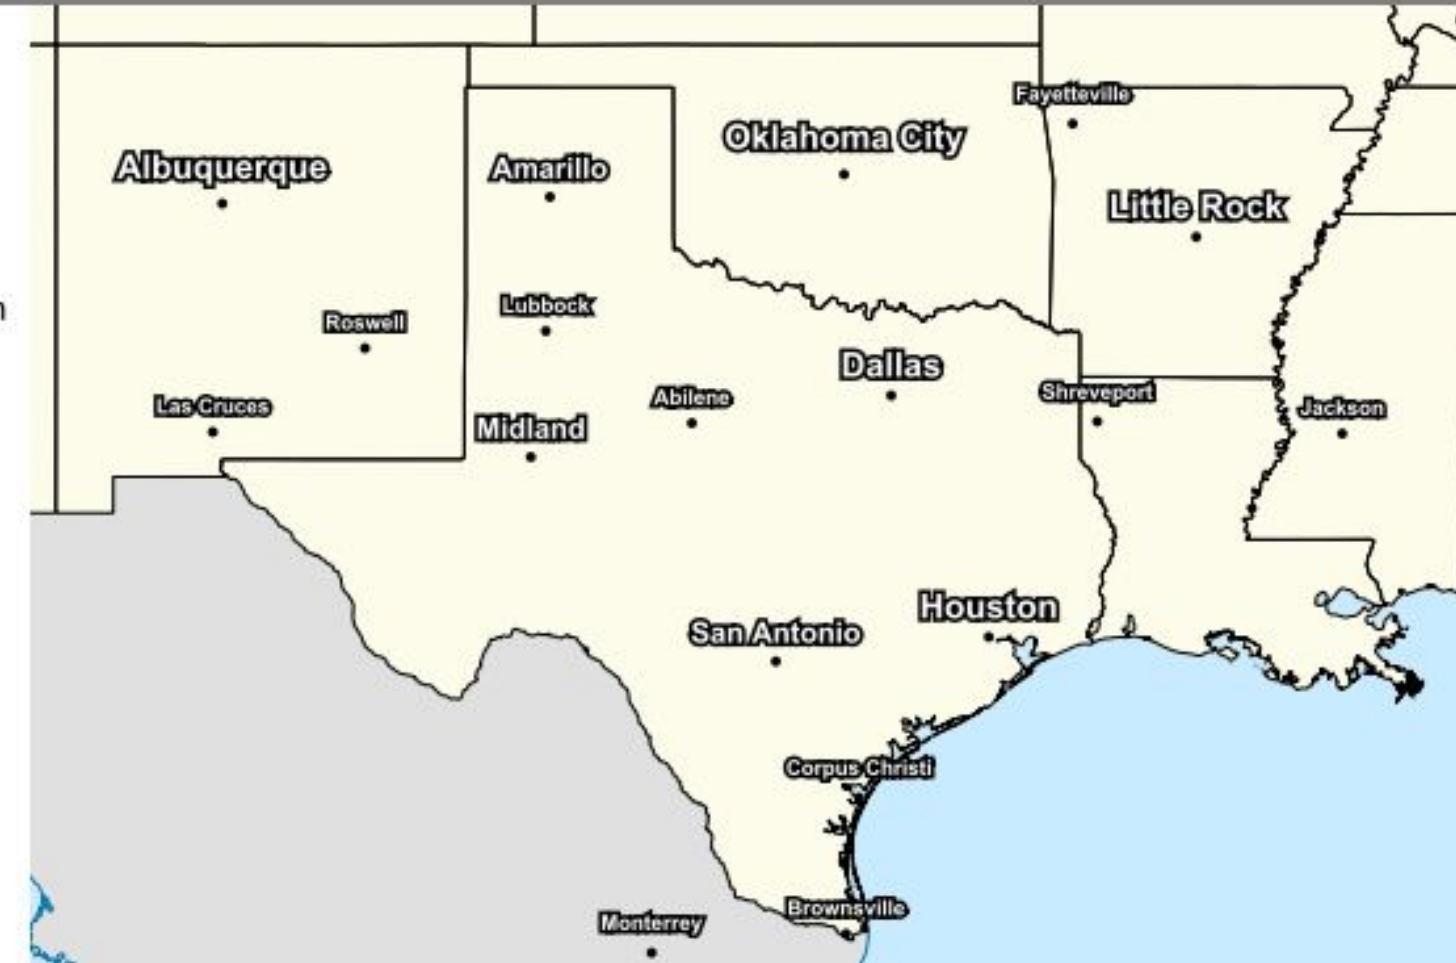 Fayetteville
Oklahoma City
Albuquerque
Amarillo
Little Rock
Lubbock
n
Roswell
Dallas
Shreveport
Abilene
Las Cruces
Jackson
Midland
Houston
San Antonio
Corpus Christi
Brownsville
Monterrey